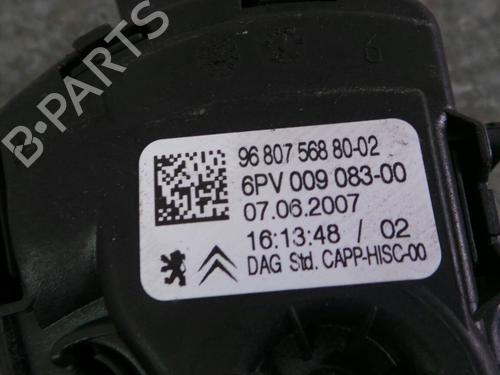 B-PARTS
6
96 807 568 80-02
6PV 009 083-00
07.06.2007
16:13:48 / 02
DAG Std. CAPP-HISC-00